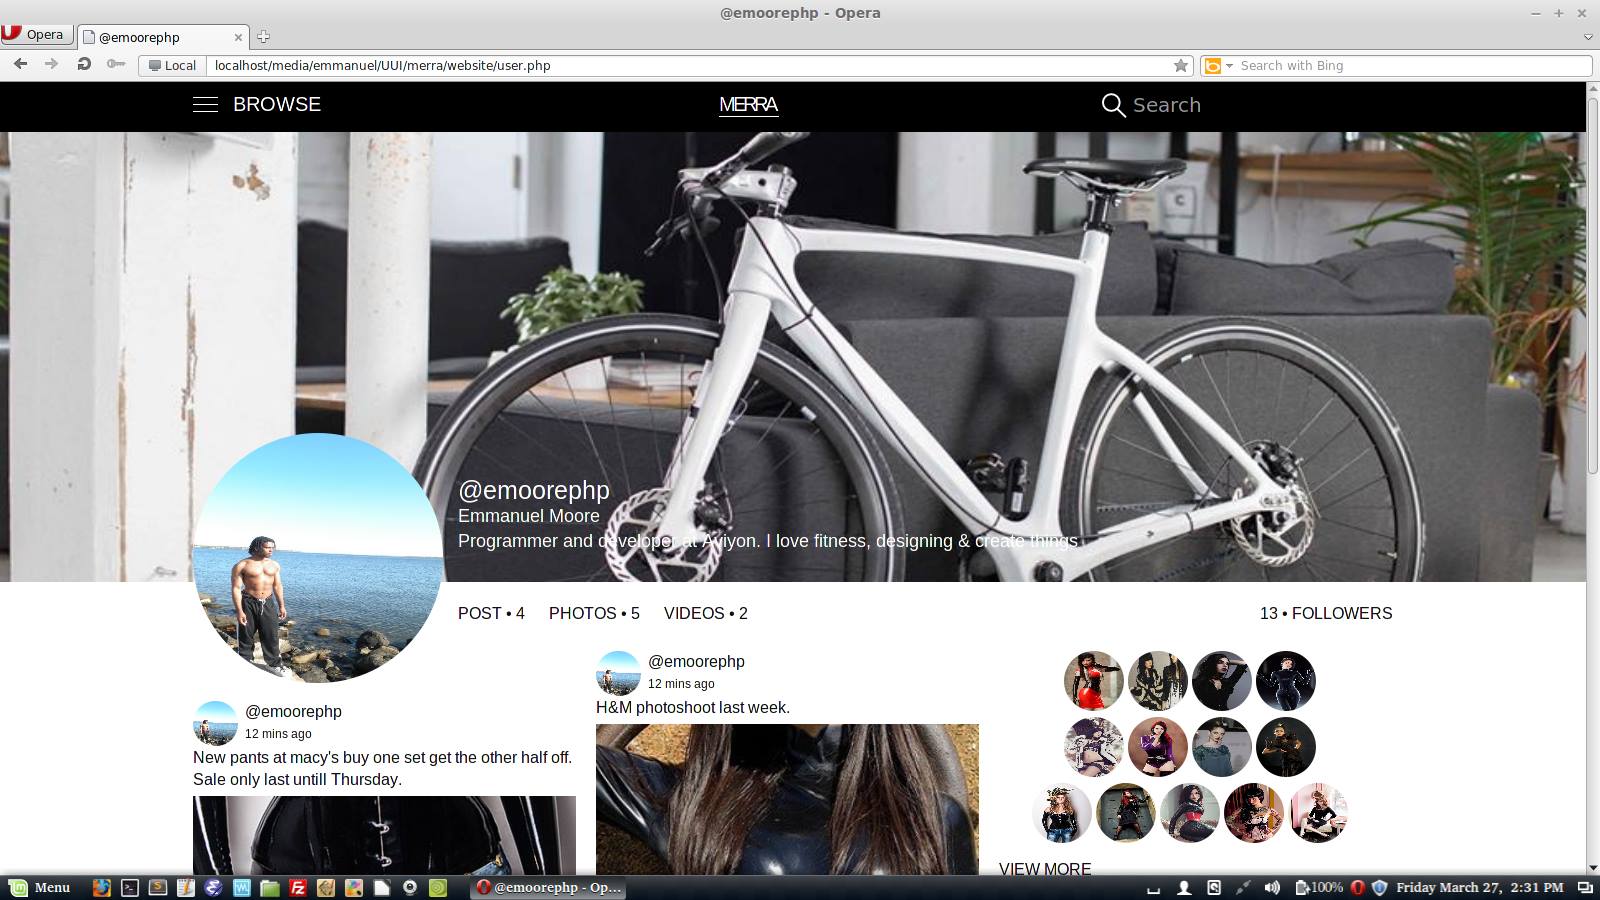 @emoorephp - Opera
Opera
@emoorephp
Local
localhost/media/emmanuel/UUI/merra/website/user.php
Search with Bing
BROWSE
MERRA
Search
@emoorephp
Emmanuel Moore
Programmer and developer at Aviyon. I love fitness, designing & create things
POST • 4
PHOTOS • 5
VIDEOS • 2
13 • FOLLOWERS
@emoorephp
12 mins ago
New pants at macy's buy one set get the other half off.
Sale only last untill Thursday.
@emoorephp
12 mins ago
H&M photoshoot last week.
VIEW MORE
Menu
@emoorephp - Op...
100%
Friday March 27, 2:31 PM